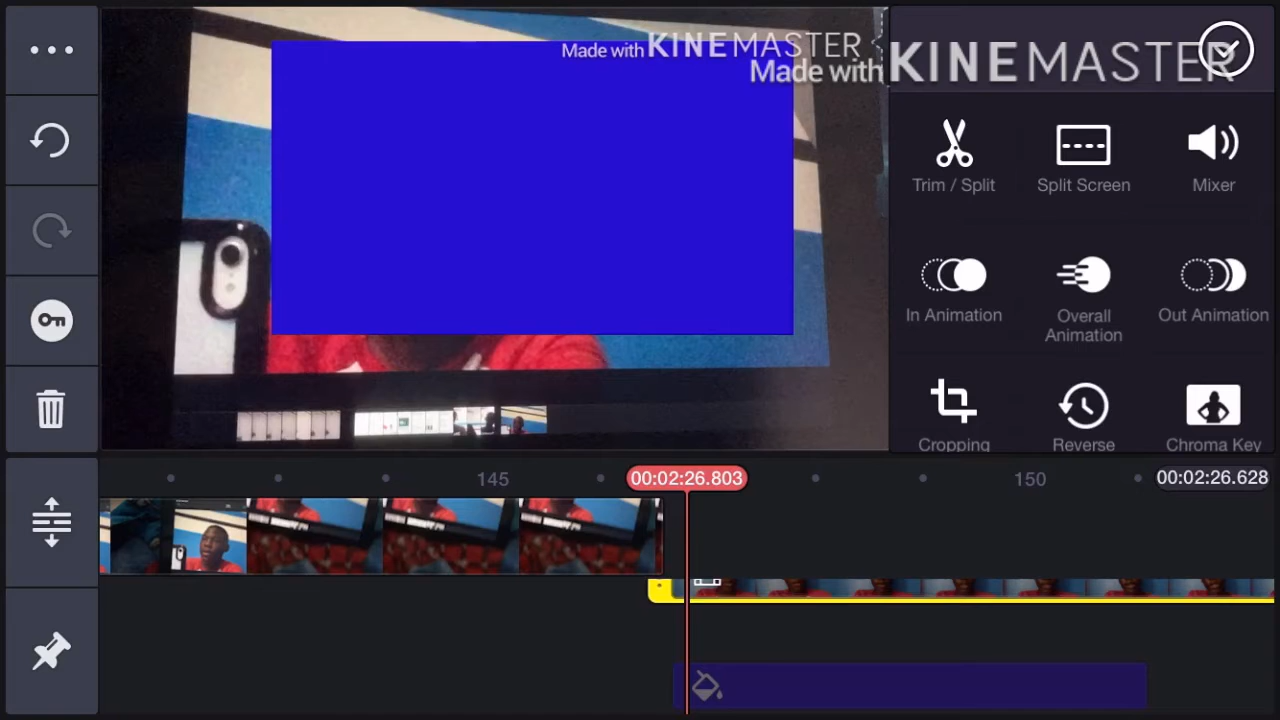 Made with KINEMASTER
Made with KINEMASTER
Trim / Split
Split Screen
Mixer
In Animation
Overall
Animation
Out Animation
Cropping
Reverse
Chroma Key
145
00:02:26.803
150
00:02:26.628